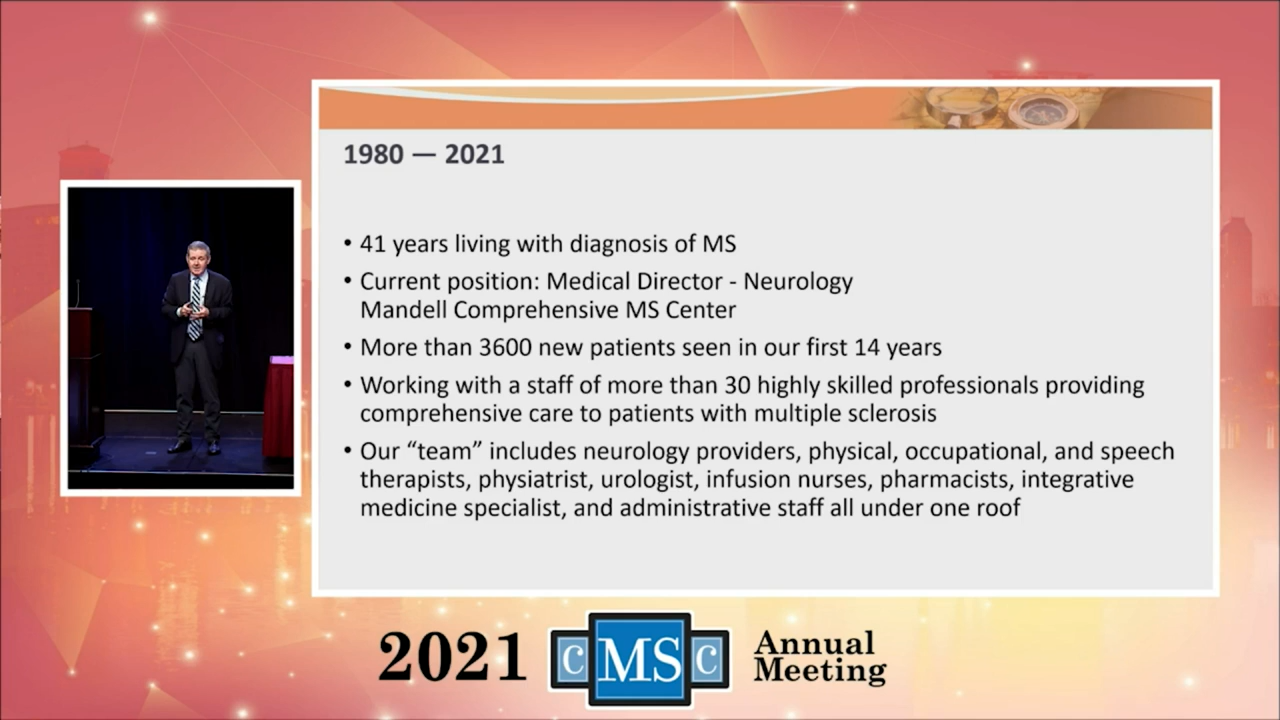 1980 — 2021
• 41 years living with diagnosis of MS
• Current position: Medical Director - Neurology
Mandell Comprehensive MS Center
• More than 3600 new patients seen in our first 14 years
• Working with a staff of more than 30 highly skilled professionals providing
comprehensive care to patients with multiple sclerosis
• Our “team” includes neurology providers, physical, occupational, and speech
therapists, physiatrist, urologist, infusion nurses, pharmacists, integrative
medicine specialist, and administrative staff all under one roof
2021 CMSC Annual
Meeting